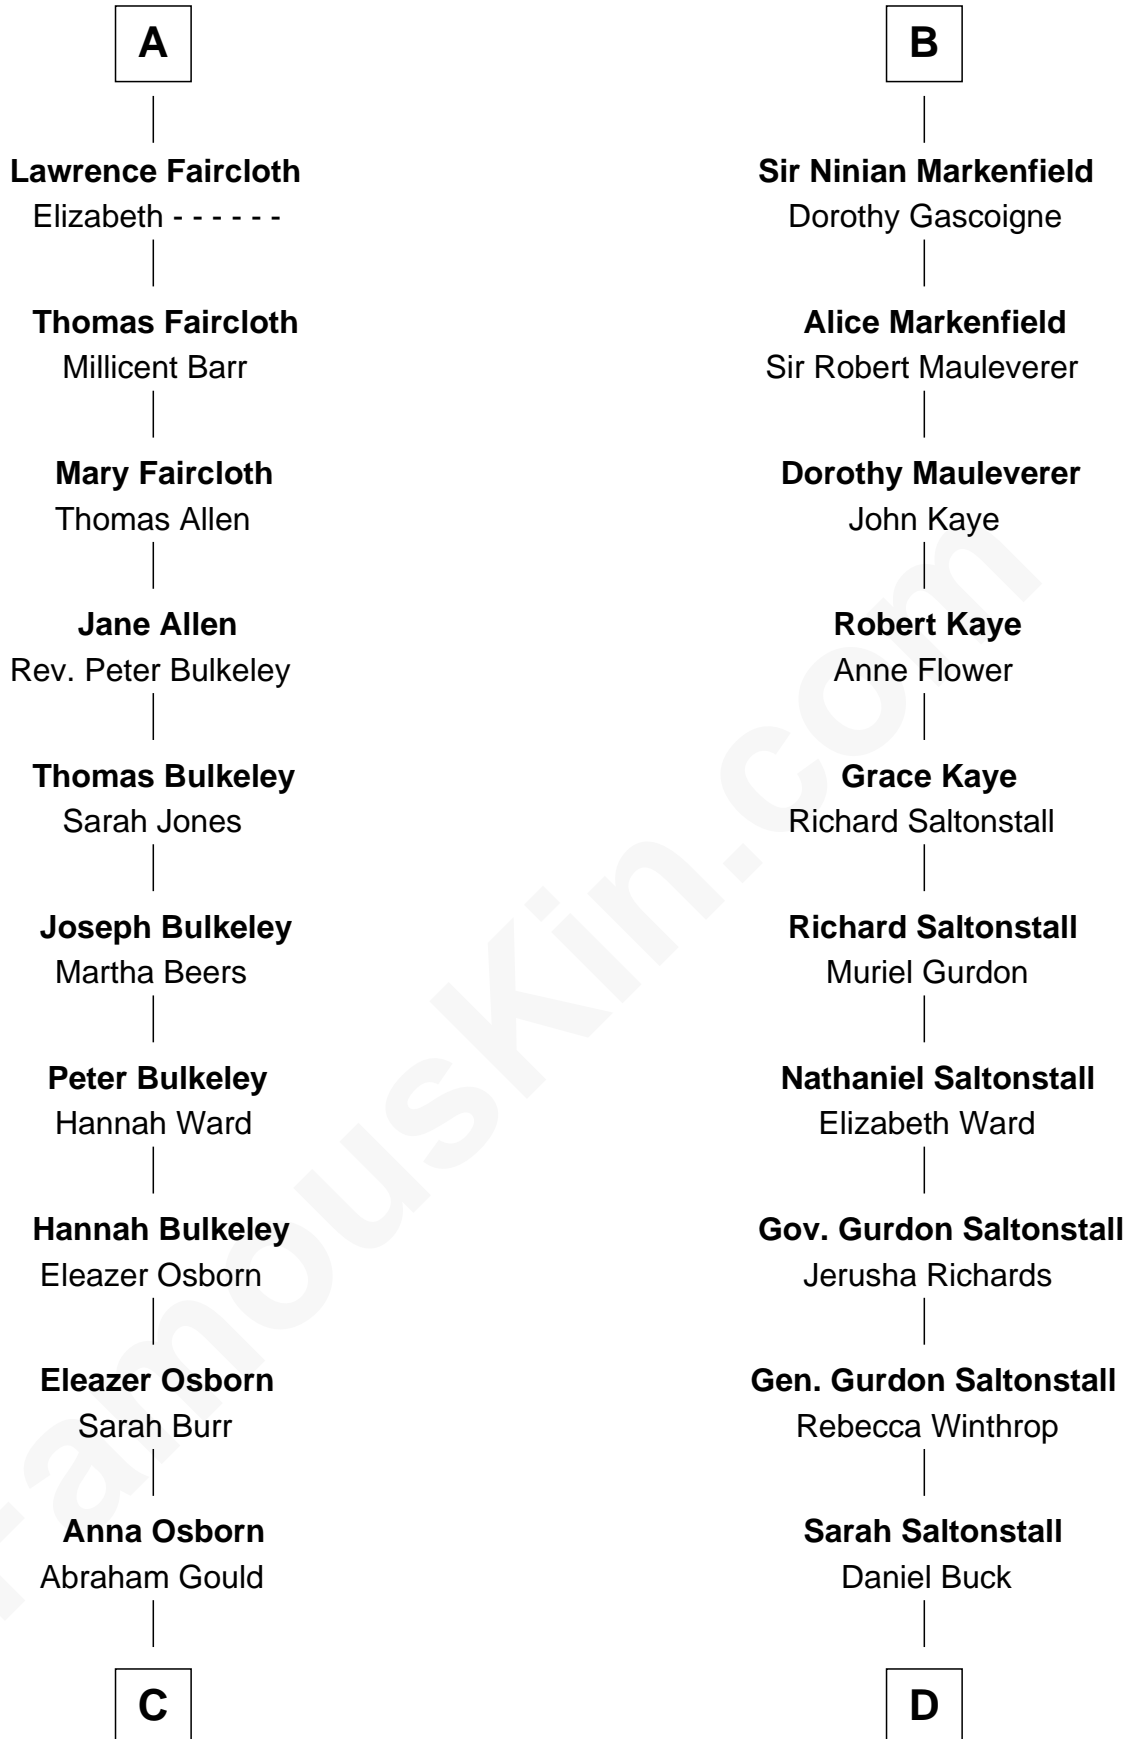 A
Lawrence Faircloth
Elizabeth - - - - - -
Thomas Faircloth
Millicent Barr
Mary Faircloth
Thomas Allen
Jane Allen
Rev. Peter Bulkeley
Thomas Bulkeley
Sarah Jones
Joseph Bulkeley
Martha Beers
Peter Bulkeley
Hannah Ward
Hannah Bulkeley
Eleazer Osborn
Eleazer Osborn
Sarah Burr
Anna Osborn
Abraham Gould
C
B
Sir Ninian Markenfield
Dorothy Gascoigne
Alice Markenfield
Sir Robert Mauleverer
Dorothy Mauleverer
John Kaye
Robert Kaye
Anne Flower
Grace Kaye
Richard Saltonstall
Richard Saltonstall
Muriel Gurdon
Nathaniel Saltonstall
Elizabeth Ward
Gov. Gurdon Saltonstall
Jerusha Richards
Gen. Gurdon Saltonstall
Rebecca Winthrop
Sarah Saltonstall
Daniel Buck
D
FamousKin.com